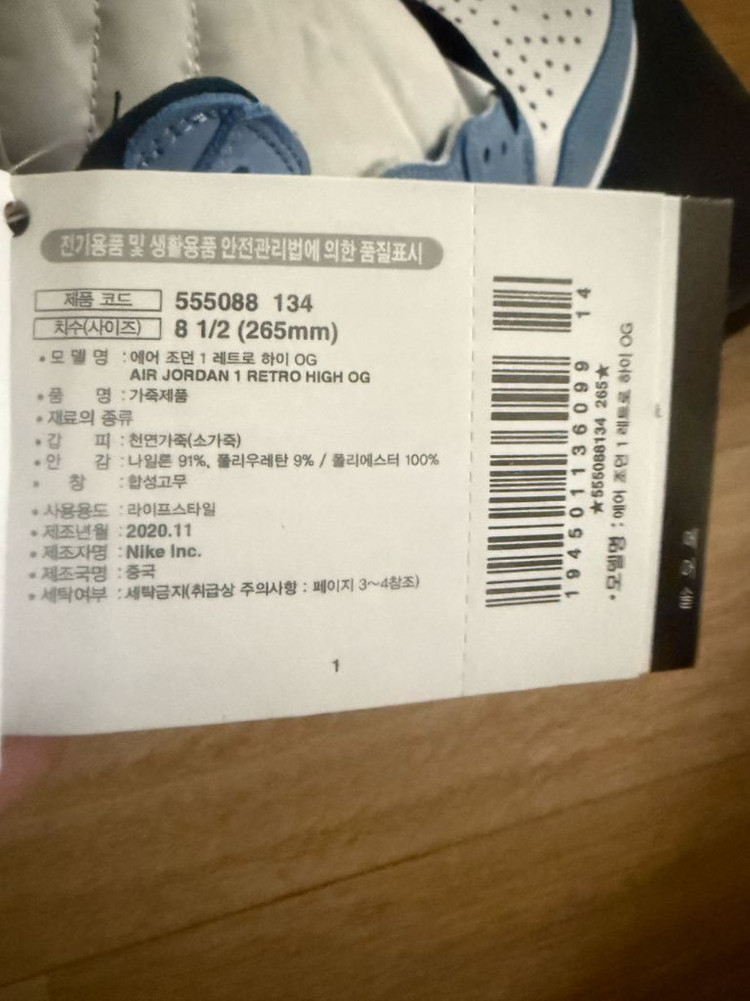 전기용품 및 생활용품 안전관리법에 의한 품질표시
제품 코드 555088 134
치수(사이즈) 8 1/2 (265mm)
• 모 델 명 : 에어 조던 1 레트로 하이 OG
AIR JORDAN 1 RETRO HIGH OG
• 품 명 : 가죽제품
• 재료의 종류
• 갑 피 : 천연가죽(소가죽)
• 안 감 : 나일론 91%, 폴리우레탄 9% / 폴리에스터 100%
• 창 : 합성고무
• 사용용도 : 라이프스타일
• 제조년월 : 2020.11
• 제조자명 : Nike Inc.
• 제조국명 : 중국
• 세탁여부 : 세탁금지(취급상 주의사항 : 페이지 3~4참조)
1
194501136099 14
★555088134 265★
• 모델명 : 에어 조던 1 레트로 하이 OG